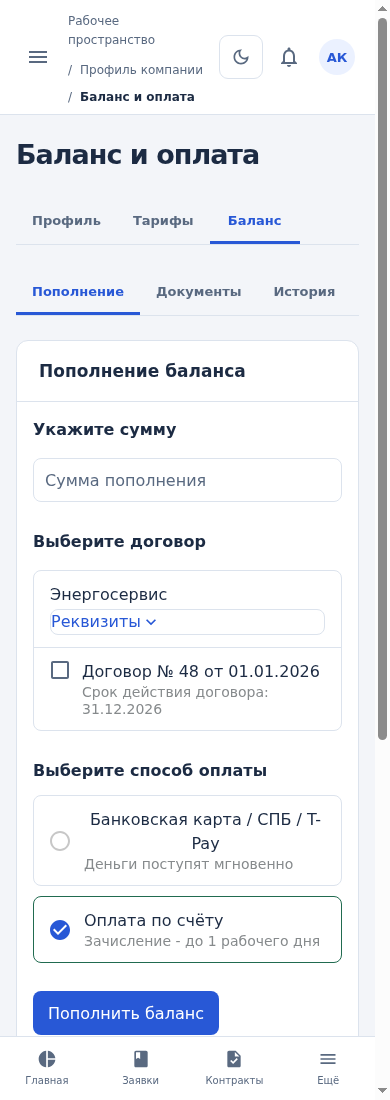 Рабочее
пространство
/ Профиль компании
/ Баланс и оплата
АК
Баланс и оплата
Профиль Тарифы Баланс
Пополнение Документы История
Пополнение баланса
Укажите сумму
Сумма пополнения
Выберите договор
Энергосервис
Реквизиты
Договор № 48 от 01.01.2026
Срок действия договора:
31.12.2026
Выберите способ оплаты
Банковская карта / СПБ / T-
Pay
Деньги поступят мгновенно
Оплата по счёту
Зачисление - до 1 рабочего дня
Пополнить баланс
Главная Заявки Контракты Ещё